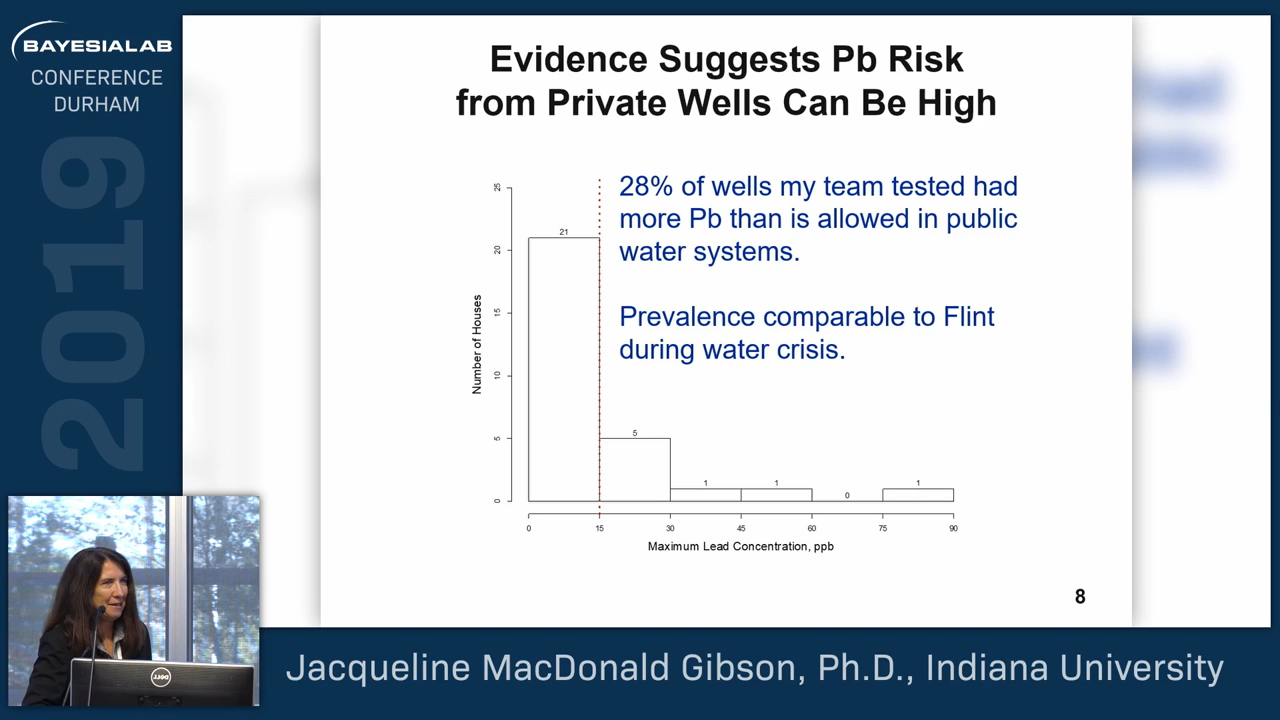 BAYESIALAB
CONFERENCE
DURHAM
2019
Evidence Suggests Pb Risk
from Private Wells Can Be High
28% of wells my team tested had
more Pb than is allowed in public
water systems.
Prevalence comparable to Flint
during water crisis.
Number of Houses
25
20
15
10
5
0
21
5
1
1
0
1
0
15
30
45
60
75
90
Maximum Lead Concentration, ppb
8
DELL
Jacqueline MacDonald Gibson, Ph.D., Indiana University